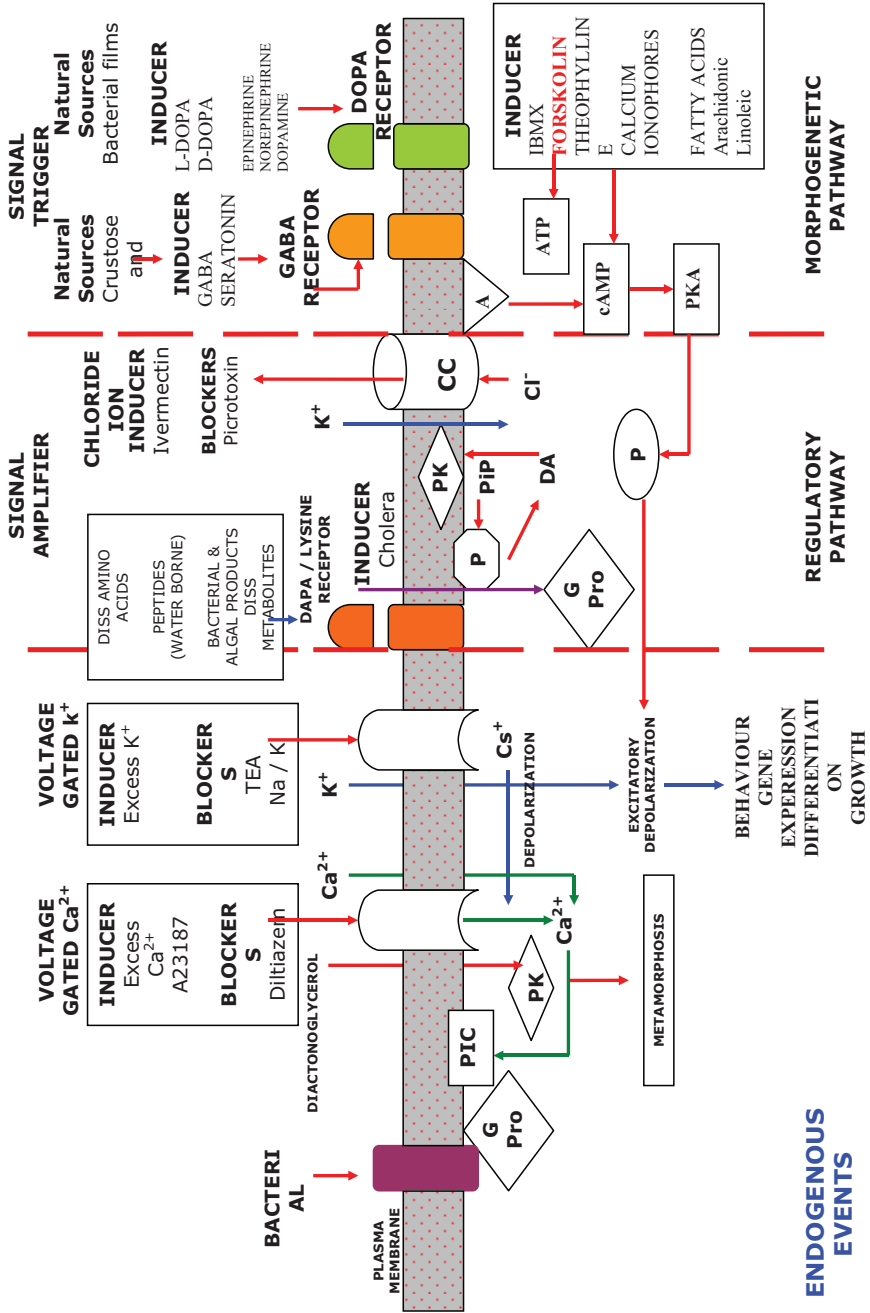 SIGNAL
TRIGGER
Natural
Sources
Crustose
and
INDUCER
GABA
SERATONIN
GABA
RECEPTOR
Natural
Sources
Bacterial films
INDUCER
L-DOPA
D-DOPA
EPINEPHRINE
NOREPINEPHRINE
DOPAMINE
DOPA
RECEPTOR
A
ATP
cAMP
PKA
INDUCER
IBMX
FORSKOLIN
THEOPHYLLIN
E
CALCIUM
IONOPHORES
FATTY ACIDS
Arachidonic
Linoleic
MORPHOGENETIC
PATHWAY
SIGNAL
AMPLIFIER
DISS AMINO
ACIDS
PEPTIDES
(WATER BORNE)
BACTERIAL &
ALGAL PRODUCTS
DISS
METABOLITES
DAPA / LYSINE
RECEPTOR
INDUCER
Cholera
CHLORIDE
ION
INDUCER
Ivermectin
BLOCKERS
Picrotoxin
K+
CC
Cl-
PK
PiP
P
DA
G
Pro
P
REGULATORY
PATHWAY
VOLTAGE
GATED Ca2+
INDUCER
Excess
Ca2+
A23187
BLOCKER
S
Diltiazem
VOLTAGE
GATED k+
INDUCER
Excess K+
BLOCKER
S
TEA
Na / K
DIACTONOGLYCEROL
Ca2+
K+
BACTERI
AL
PLASMA
MEMBRANE
G
Pro
PIC
PK
Ca2+
Cs+
DEPOLARIZATION
METAMORPHOSIS
EXCITATORY
DEPOLARIZATION
BEHAVIOUR
GENE
EXPERESSION
DIFFERENTIATI
ON
GROWTH
ENDOGENOUS
EVENTS